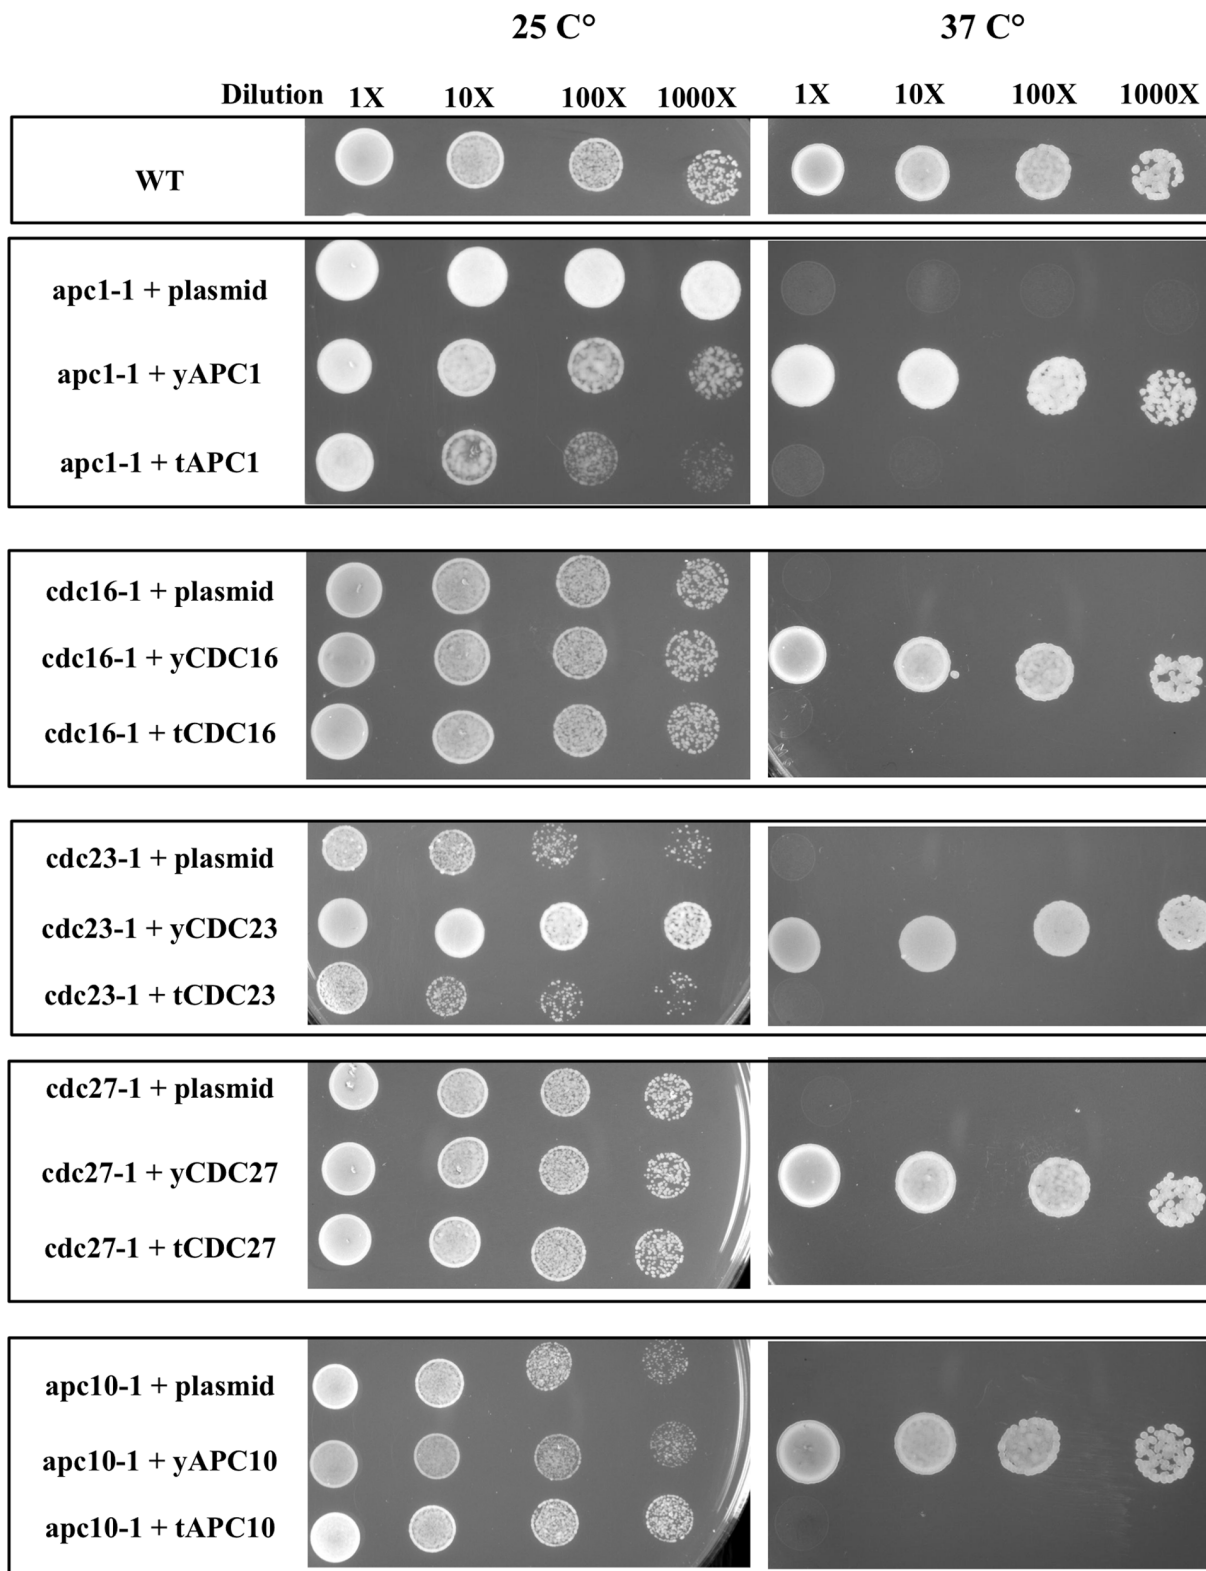 25 C° 37 C°
Dilution 1X 10X 100X 1000X 1X 10X 100X 1000X
WT
apc1-1 + plasmid
apc1-1 + yAPC1
apc1-1 + tAPC1
cdc16-1 + plasmid
cdc16-1 + yCDC16
cdc16-1 + tCDC16
cdc23-1 + plasmid
cdc23-1 + yCDC23
cdc23-1 + tCDC23
cdc27-1 + plasmid
cdc27-1 + yCDC27
cdc27-1 + tCDC27
apc10-1 + plasmid
apc10-1 + yAPC10
apc10-1 + tAPC10